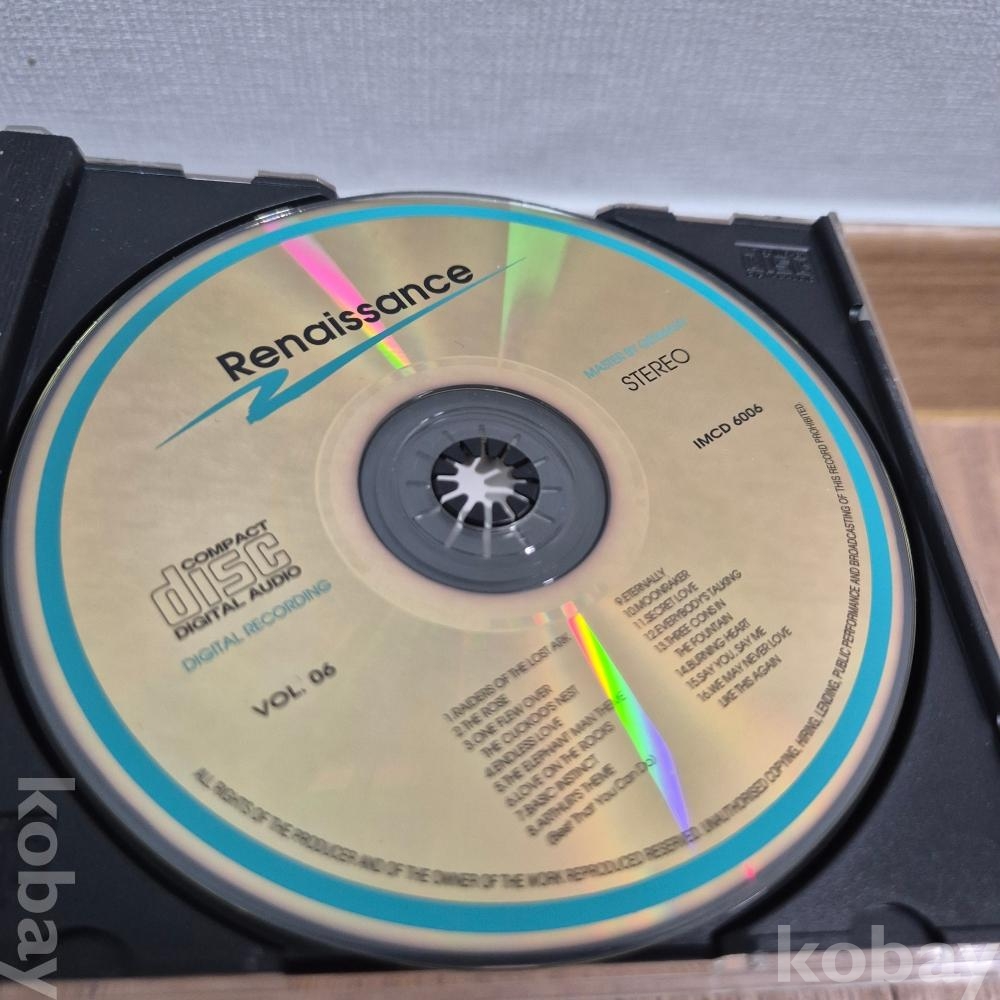 Renaissance
MASTER BY GERMANY
STEREO
IMCD 6006
COMPACT
disc
DIGITAL AUDIO
DIGITAL RECORDING
VOL. 06
1.RAIDERS OF THE LOST ARK
2.THE ROSE
3.ONE FLEW OVER
THE CUCKOO'S NEST
4.ENDLESS LOVE
5.THE ELEPHANT MAN THEME
6.LOVE ON THE ROCKS
7.BASIC INSTINCT
8.ARTHUR'S THEME
(Best That You Can Do)
9.ETERNALLY
10.MOONRAKER
11.SECRET LOVE
12.EVERYBODY'S TALKING
13.THREE COINS IN
THE FOUNTAIN
14.BURNING HEART
15.SAY YOU, SAY ME
16.WE MAY NEVER LOVE
LIKE THIS AGAIN
ALL RIGHTS OF THE PRODUCER AND OF THE OWNER OF THE WORK REPRODUCED RESERVED. UNAUTHORISED COPYING, HIRING, LENDING, PUBLIC PERFORMANCE AND BROADCASTING OF THIS RECORD PROHIBITED.
kobay
kobay